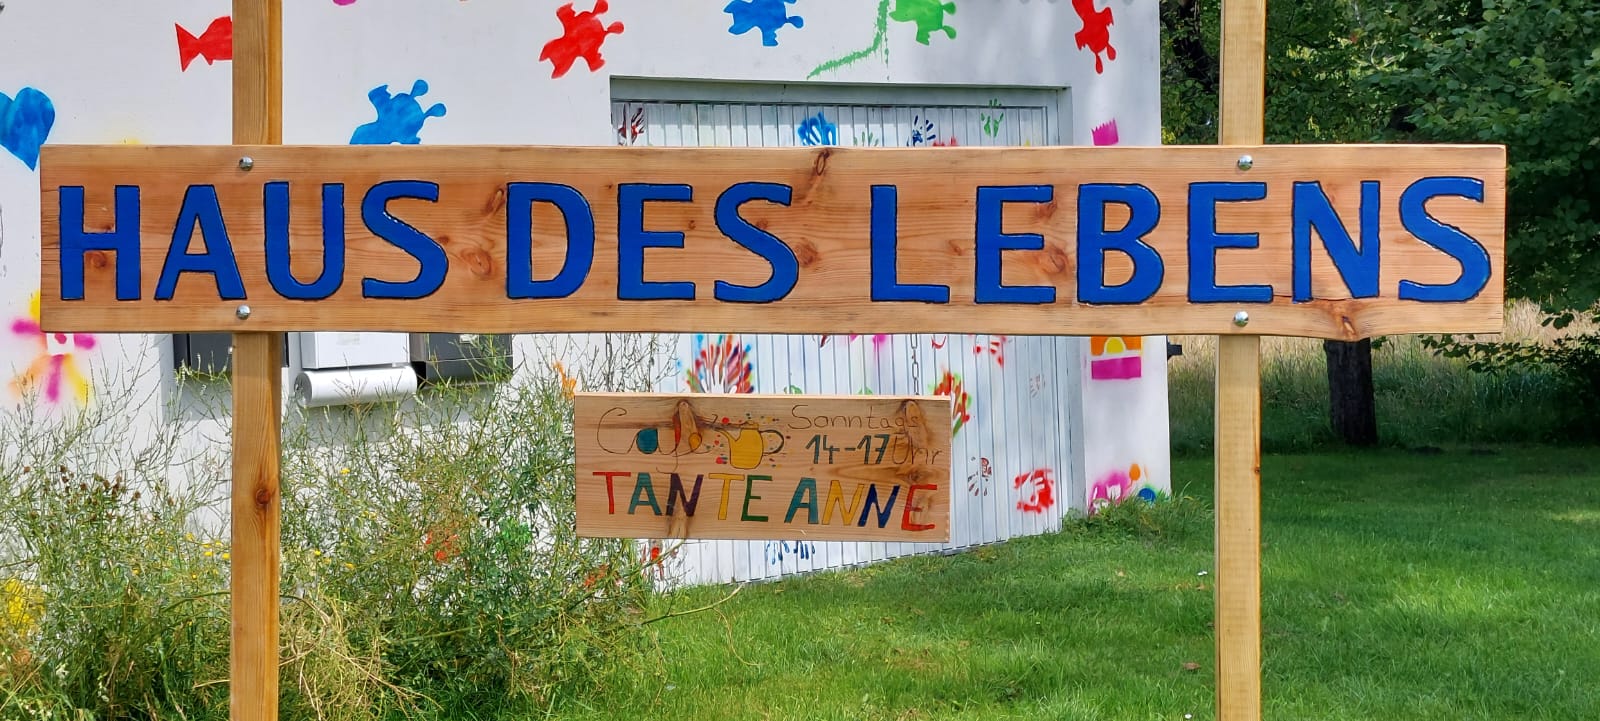 HAUS DES LEBENS
Café Sonntags
14-17 Uhr
TANTE ANNE